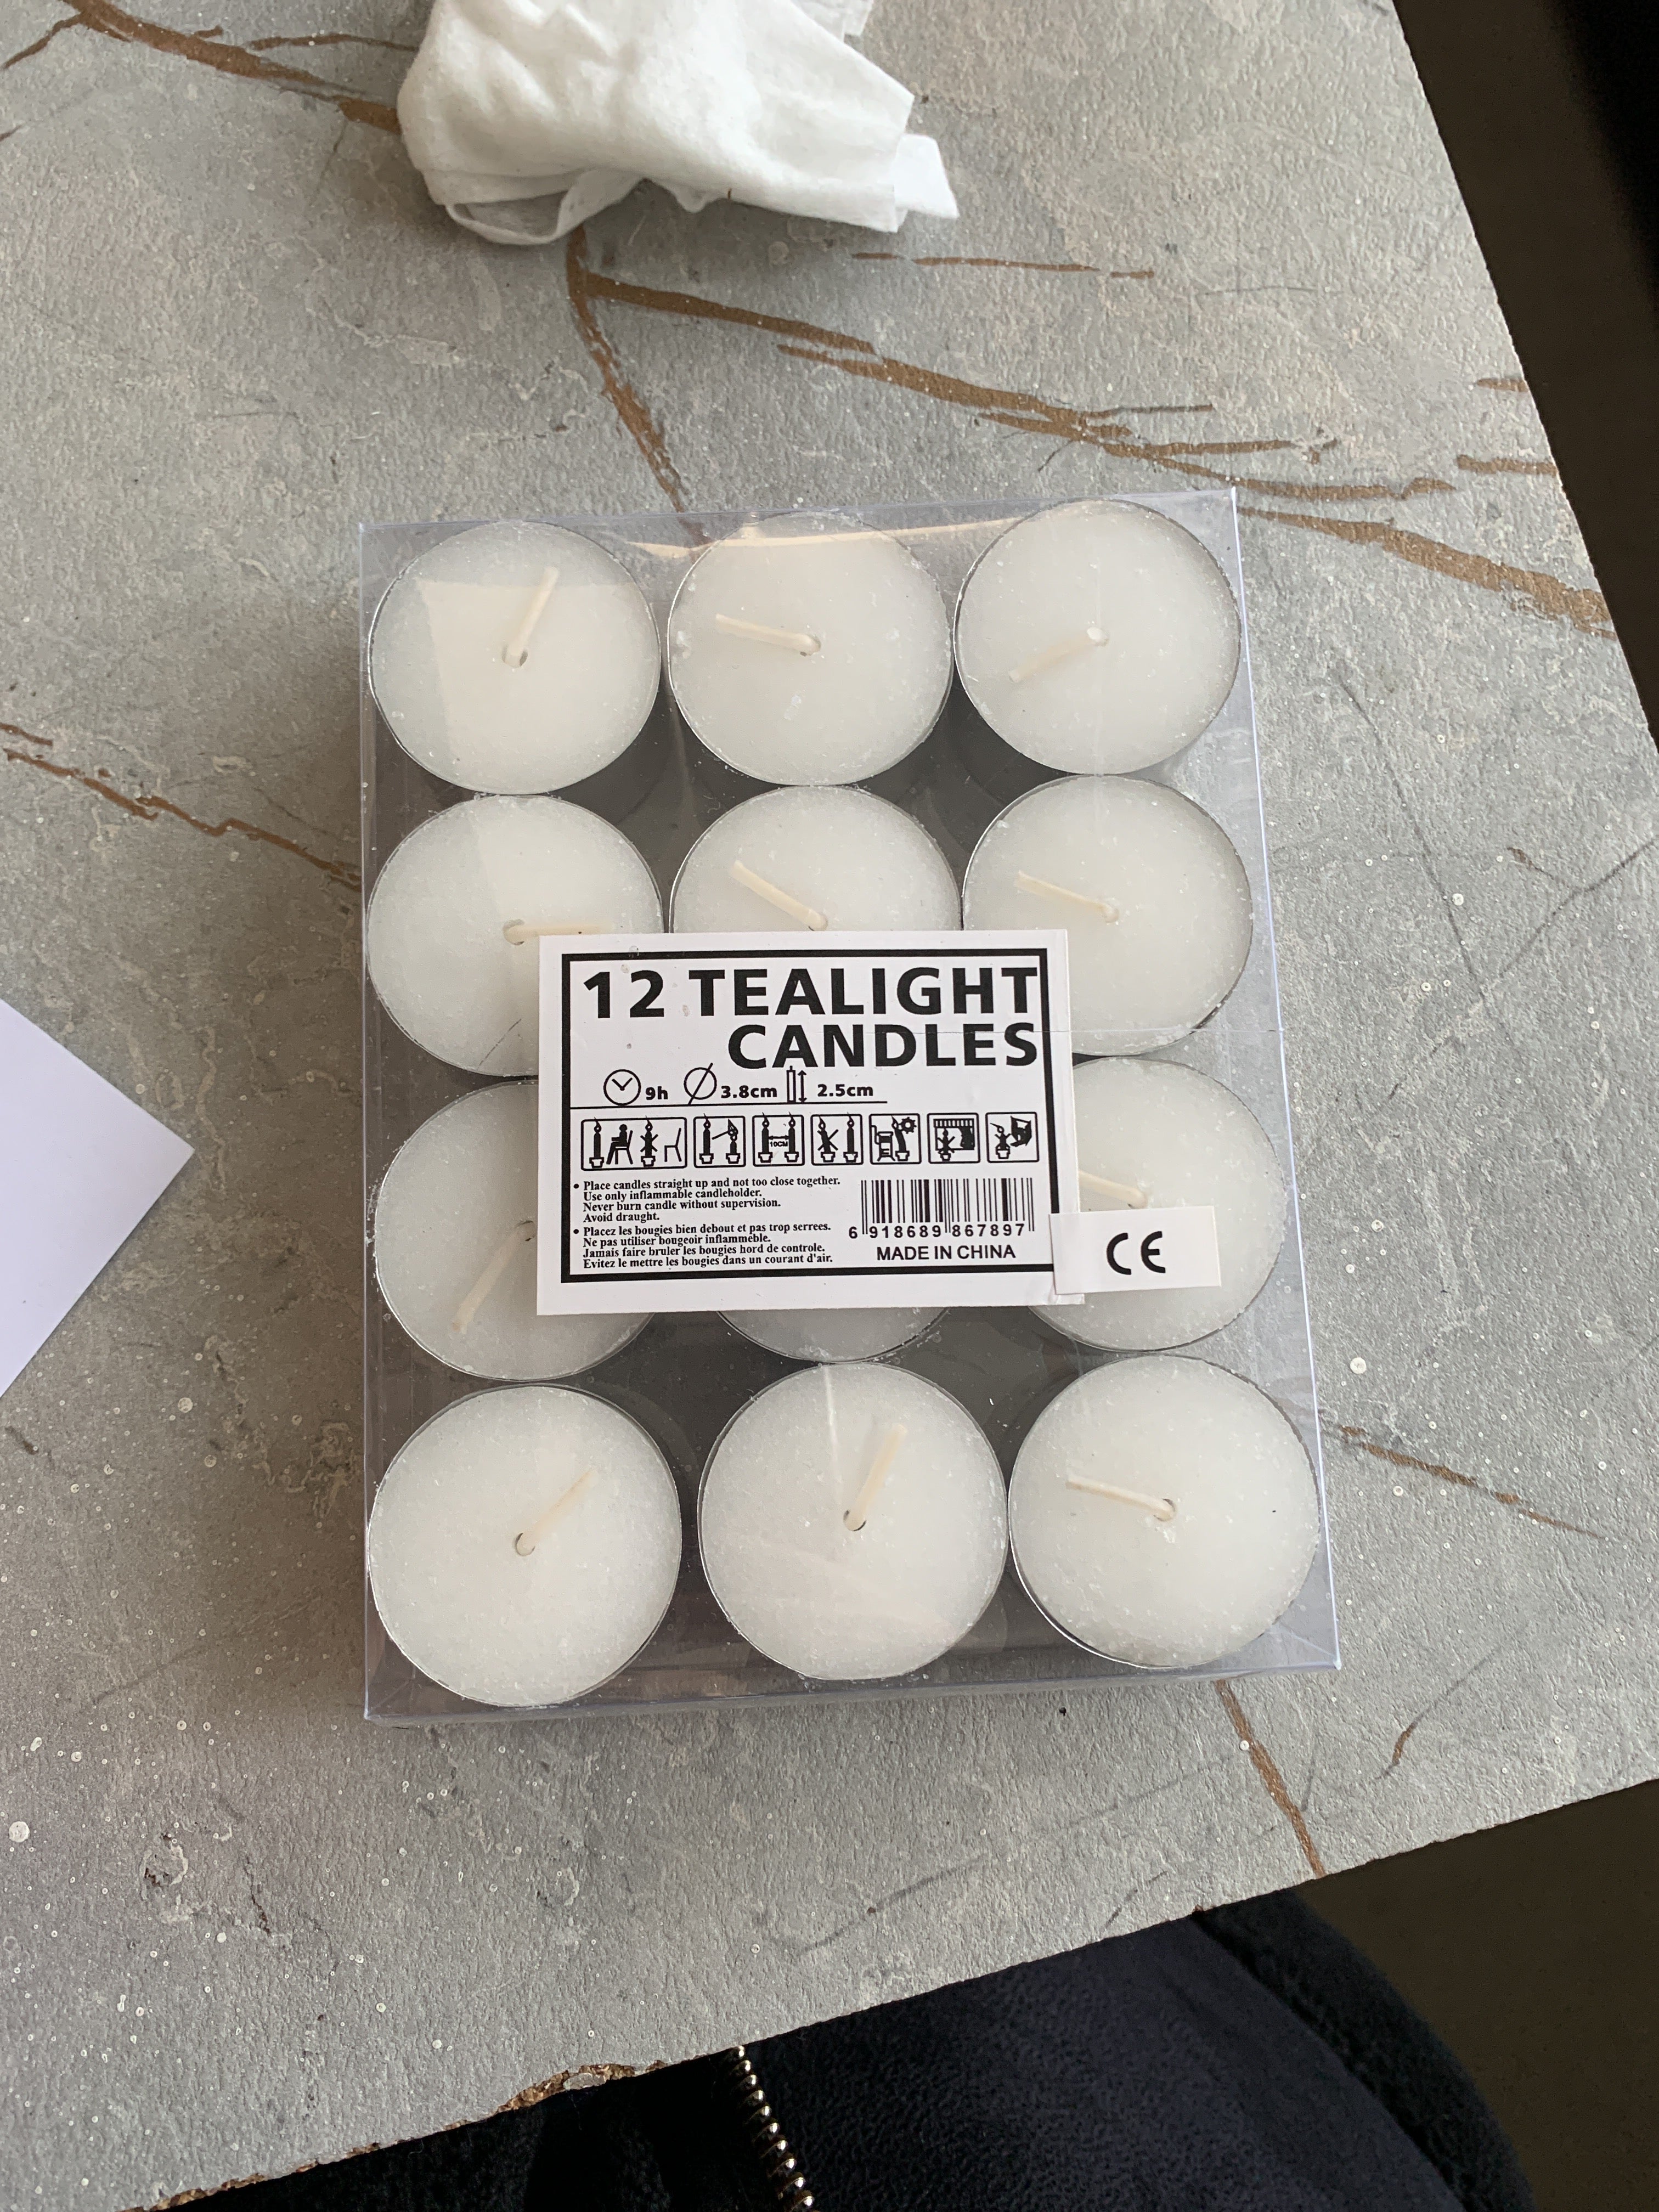 12 TEALIGHT
CANDLES
9h 3.8cm 2.5cm
10CM
• Place candles straight up and not too close together.
Use only inflammable candleholder.
Never burn candle without supervision.
Avoid draught.
• Placez les bougies bien debout et pas trop serrees.
Ne pas utiliser bougeoir inflammeble.
Jamais faire bruler les bougies hord de controle.
Evitez le mettre les bougies dans un courant d'air.
6 918689 867897
MADE IN CHINA
CE